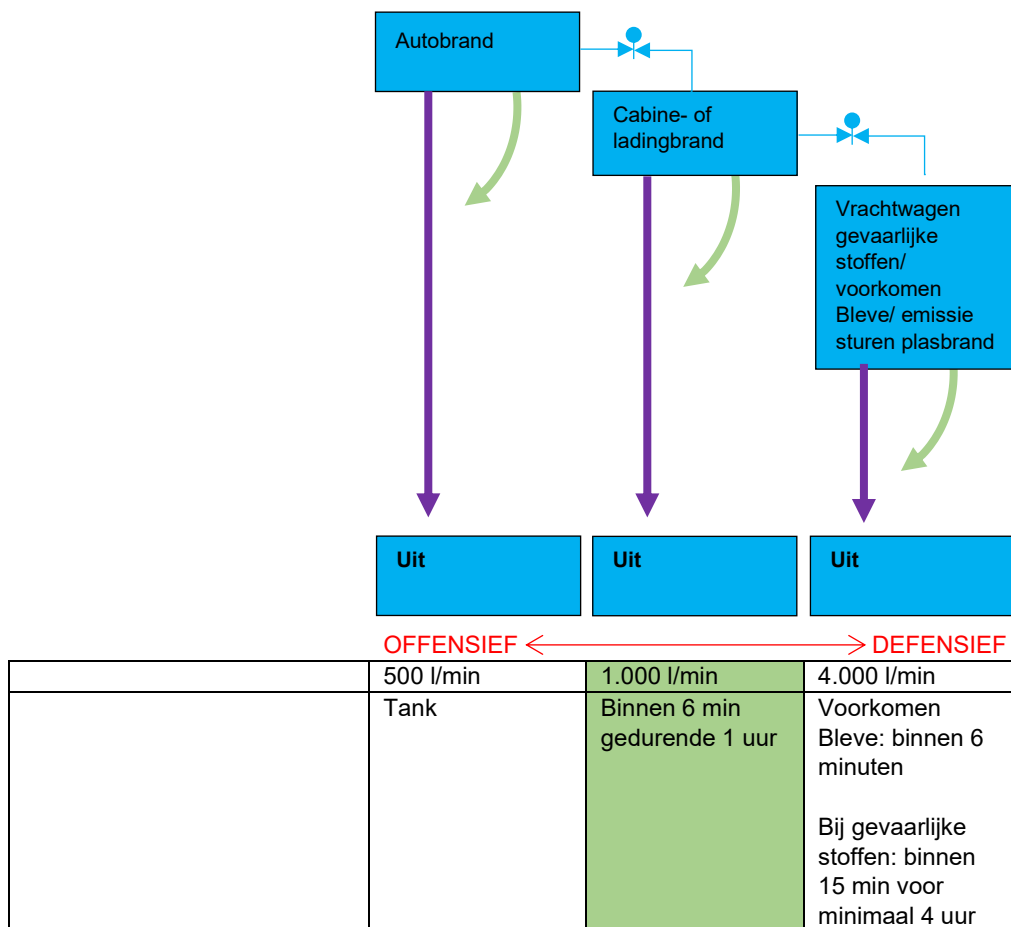 Autobrand
Cabine- of
ladingbrand
Vrachtwagen
gevaarlijke
stoffen/
voorkomen
Bleve/ emissie
sturen plasbrand
Uit
Uit
Uit
OFFENSIEF
DEFENSIEF
500 l/min
1.000 l/min
4.000 l/min
Tank
Binnen 6 min
gedurende 1 uur
Voorkomen
Bleve: binnen 6
minuten
Bij gevaarlijke
stoffen: binnen
15 min voor
minimaal 4 uur